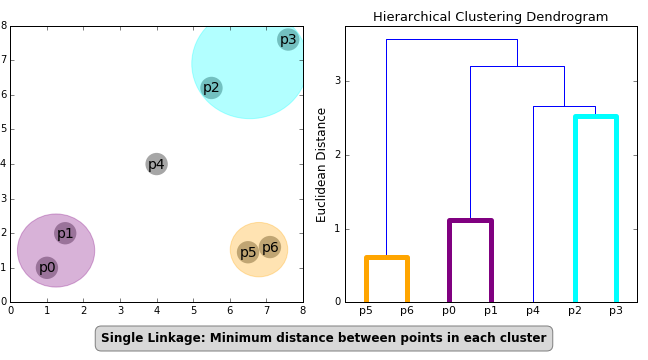 Hierarchical Clustering Dendrogram
8
7
6
5
4
3
2
1
0
0 1 2 3 4 5 6 7 8
p3
p2
p4
p1
p0
p5 p6
Euclidean Distance
3
2
1
0
p5 p6 p0 p1 p4 p2 p3
Single Linkage: Minimum distance between points in each cluster